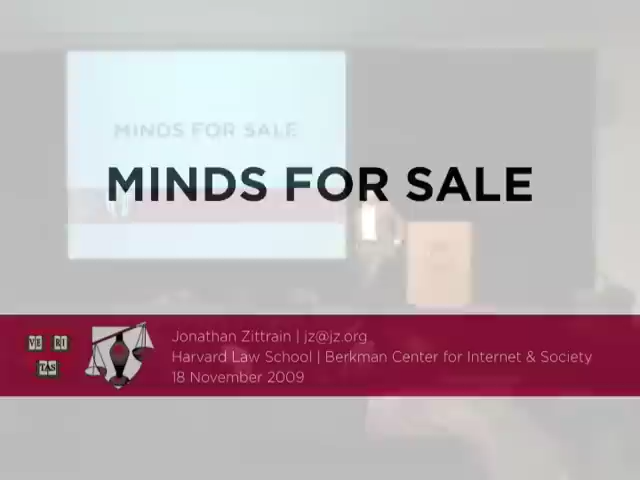 MINDS FOR SALE
MINDS FOR SALE
VE RI
TAS
Jonathan Zittrain | jz@jz.org
Harvard Law School | Berkman Center for Internet & Society
18 November 2009